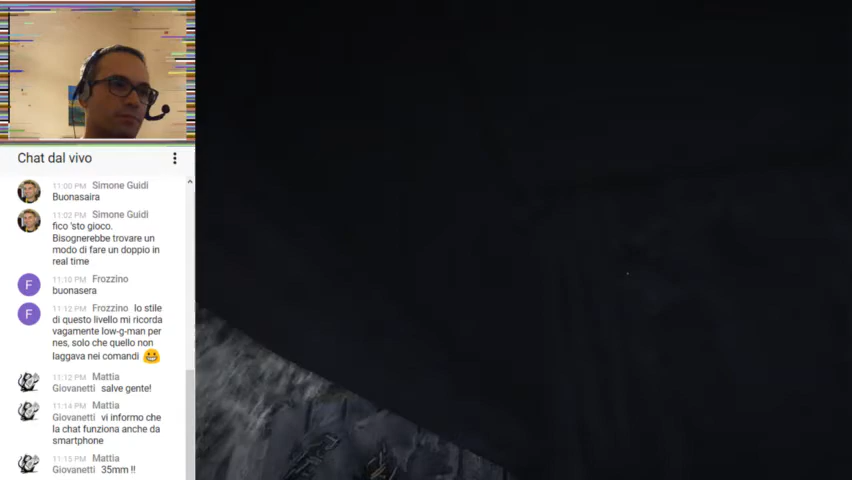 Chat dal vivo
11:00 PM Simone Guidi
Buonasaira
11:02 PM Simone Guidi
fico 'sto gioco.
Bisognerebbe trovare un
modo di fare un doppio in
real time
F 11:10 PM Frozzino
buonasera
F 11:12 PM Frozzino lo stile
di questo livello mi ricorda
vagamente low-g-man per
nes, solo che quello non
laggava nei comandi
11:12 PM Mattia
Giovanetti salve gente!
11:14 PM Mattia
Giovanetti vi informo che
la chat funziona anche da
smartphone
11:15 PM Mattia
Giovanetti 35mm !!